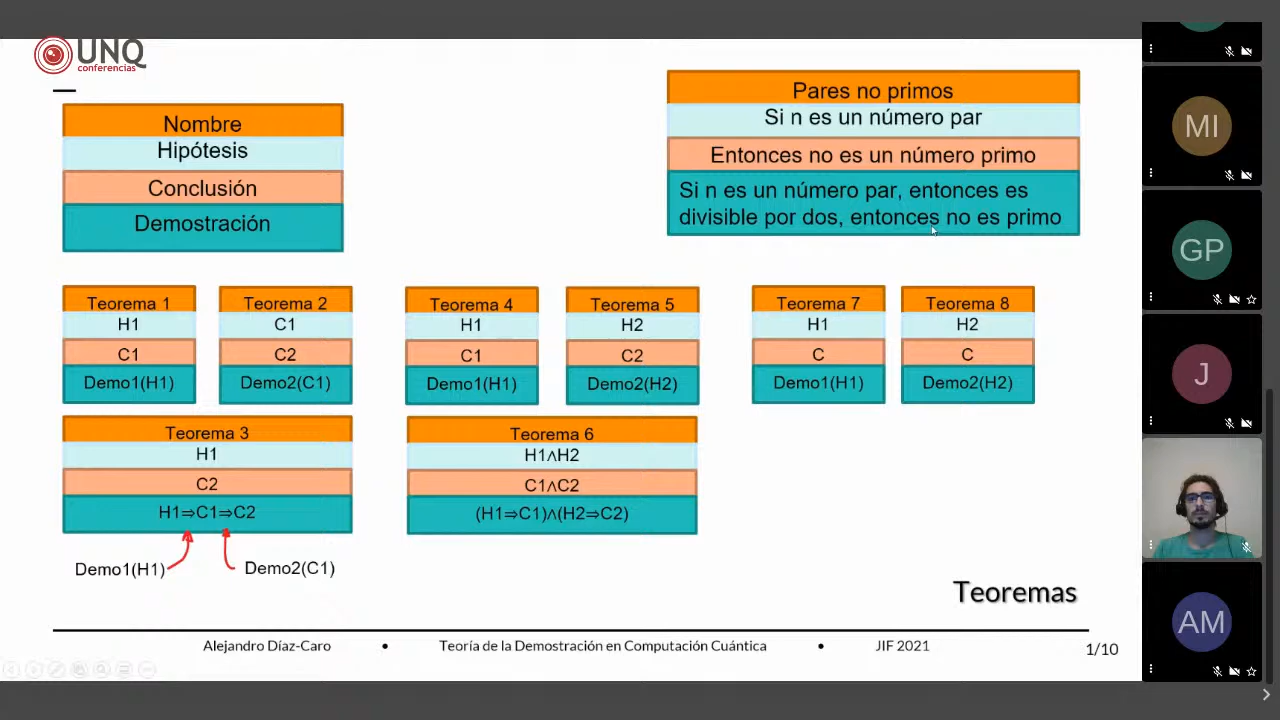 UNQ
conferencias
Nombre
Hipótesis
Conclusión
Demostración
Pares no primos
Si n es un número par
Entonces no es un número primo
Si n es un número par, entonces es
divisible por dos, entonces no es primo
Teorema 1
H1
C1
Demo1(H1)
Teorema 2
C1
C2
Demo2(C1)
Teorema 4
H1
C1
Demo1(H1)
Teorema 5
H2
C2
Demo2(H2)
Teorema 7
H1
C
Demo1(H1)
Teorema 8
H2
C
Demo2(H2)
Teorema 3
H1
C2
H1⇒C1⇒C2
Demo1(H1)
Demo2(C1)
Teorema 6
H1∧H2
C1∧C2
(H1⇒C1)∧(H2⇒C2)
Teoremas
Alejandro Díaz-Caro • Teoría de la Demostración en Computación Cuántica • JIF 2021
1/10
MI
GP
J
AM